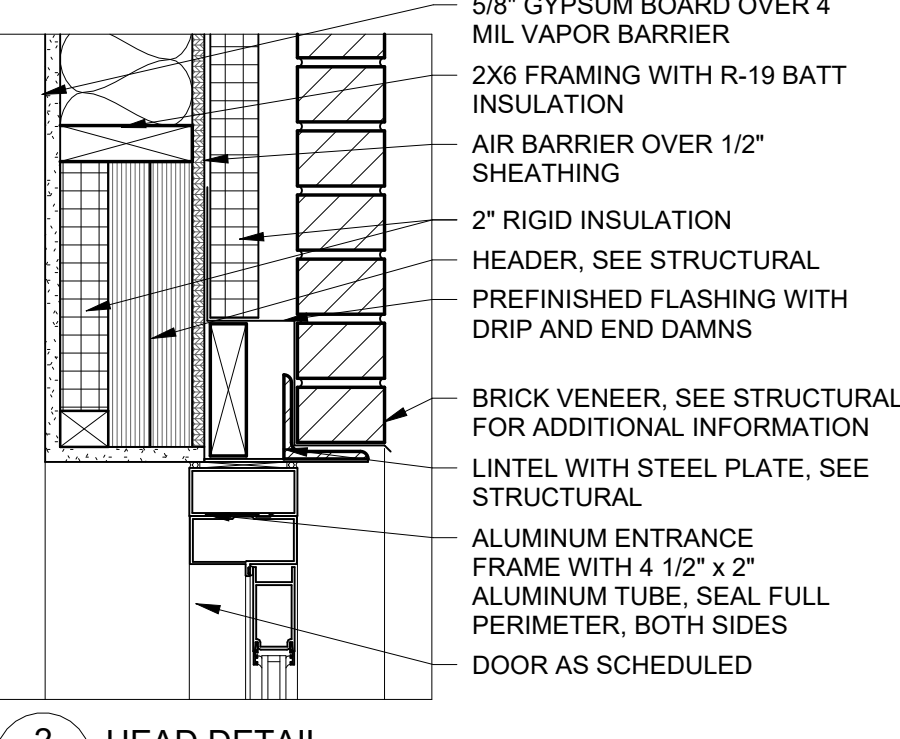 5/8" GYPSUM BOARD OVER 4
MIL VAPOR BARRIER
2X6 FRAMING WITH R-19 BATT
INSULATION
AIR BARRIER OVER 1/2"
SHEATHING
2" RIGID INSULATION
HEADER, SEE STRUCTURAL
PREFINISHED FLASHING WITH
DRIP AND END DAMNS
BRICK VENEER, SEE STRUCTURAL
FOR ADDITIONAL INFORMATION
LINTEL WITH STEEL PLATE, SEE
STRUCTURAL
ALUMINUM ENTRANCE
FRAME WITH 4 1/2" x 2"
ALUMINUM TUBE, SEAL FULL
PERIMETER, BOTH SIDES
DOOR AS SCHEDULED
2 HEAD DETAIL